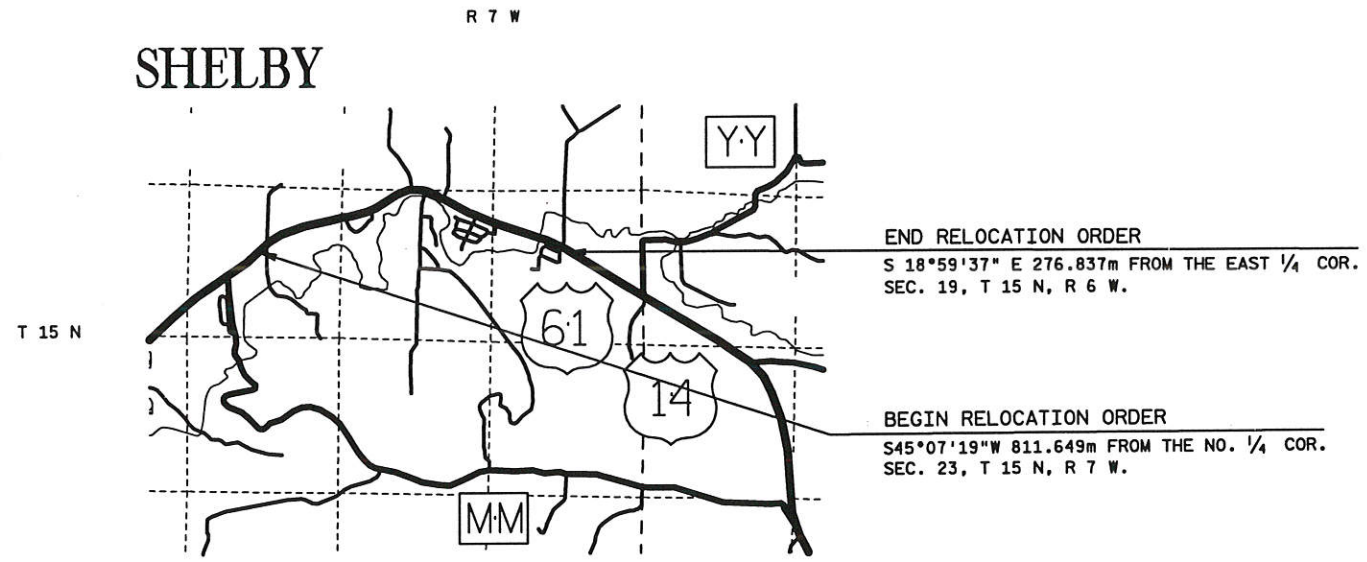 R 7 W
SHELBY
Y·Y
END RELOCATION ORDER
S 18°59'37" E 276.837m FROM THE EAST 1/4 COR.
SEC. 19, T 15 N, R 6 W.
T 15 N
61
14
BEGIN RELOCATION ORDER
S45°07'19"W 811.649m FROM THE NO. 1/4 COR.
SEC. 23, T 15 N, R 7 W.
M·M